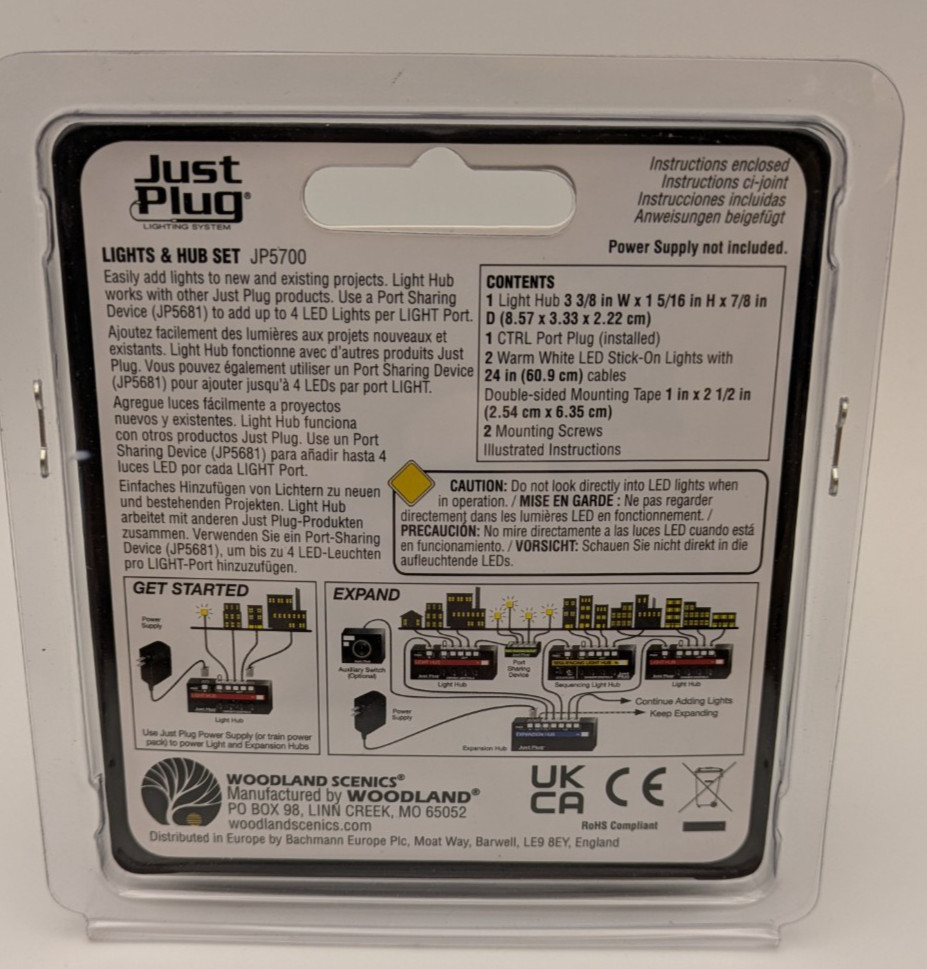 Just
Plug®
LIGHTING SYSTEM
Instructions enclosed
Instructions ci-joint
Instrucciones incluidas
Anweisungen beigefügt
Power Supply not included.
LIGHTS & HUB SET JP5700
Easily add lights to new and existing projects. Light Hub
works with other Just Plug products. Use a Port Sharing
Device (JP5681) to add up to 4 LED Lights per LIGHT Port.
Ajoutez facilement des lumières aux projets nouveaux et
existants. Light Hub fonctionne avec d'autres produits Just
Plug. Vous pouvez également utiliser un Port Sharing Device
(JP5681) pour ajouter jusqu'à 4 LEDs par port LIGHT.
Agregue luces fácilmente a proyectos
nuevos y existentes. Light Hub funciona
con otros productos Just Plug. Use un Port
Sharing Device (JP5681) para añadir hasta 4
luces LED por cada LIGHT Port.
Einfaches Hinzufügen von Lichtern zu neuen
und bestehenden Projekten. Light Hub
arbeitet mit anderen Just Plug-Produkten
zusammen. Verwenden Sie ein Port-Sharing
Device (JP5681), um bis zu 4 LED-Leuchten
pro LIGHT-Port hinzuzufügen.
CONTENTS
1 Light Hub 3 3/8 in W x 1 5/16 in H x 7/8 in
D (8.57 x 3.33 x 2.22 cm)
1 CTRL Port Plug (installed)
2 Warm White LED Stick-On Lights with
24 in (60.9 cm) cables
Double-sided Mounting Tape 1 in x 2 1/2 in
(2.54 cm x 6.35 cm)
2 Mounting Screws
Illustrated Instructions
CAUTION: Do not look directly into LED lights when
in operation. / MISE EN GARDE : Ne pas regarder
directement dans les lumières LED en fonctionnement. /
PRECAUCIÓN: No mire directamente a las luces LED cuando está
en funcionamiento. / VORSICHT: Schauen Sie nicht direkt in die
aufleuchtende LEDs.
GET STARTED
Power
Supply
LIGHT HUB
Light Hub
Use Just Plug Power Supply (or train power
pack) to power Light and Expansion Hubs
EXPAND
Auxiliary Switch
(Optional)
LIGHT HUB
Just Plug
Light Hub
Port
Sharing
Device
SEQUENCING LIGHT HUB
Sequencing Light Hub
LIGHT HUB
Just Plug
Light Hub
Continue Adding Lights
Keep Expanding
Power
Supply
EXPANSION HUB
Just Plug
Expansion Hub
WOODLAND SCENICS®
Manufactured by WOODLAND®
PO BOX 98, LINN CREEK, MO 65052
woodlandscenics.com
Distributed in Europe by Bachmann Europe Plc, Moat Way, Barwell, LE9 8EY, England
UK
CA
CE
RoHS Compliant